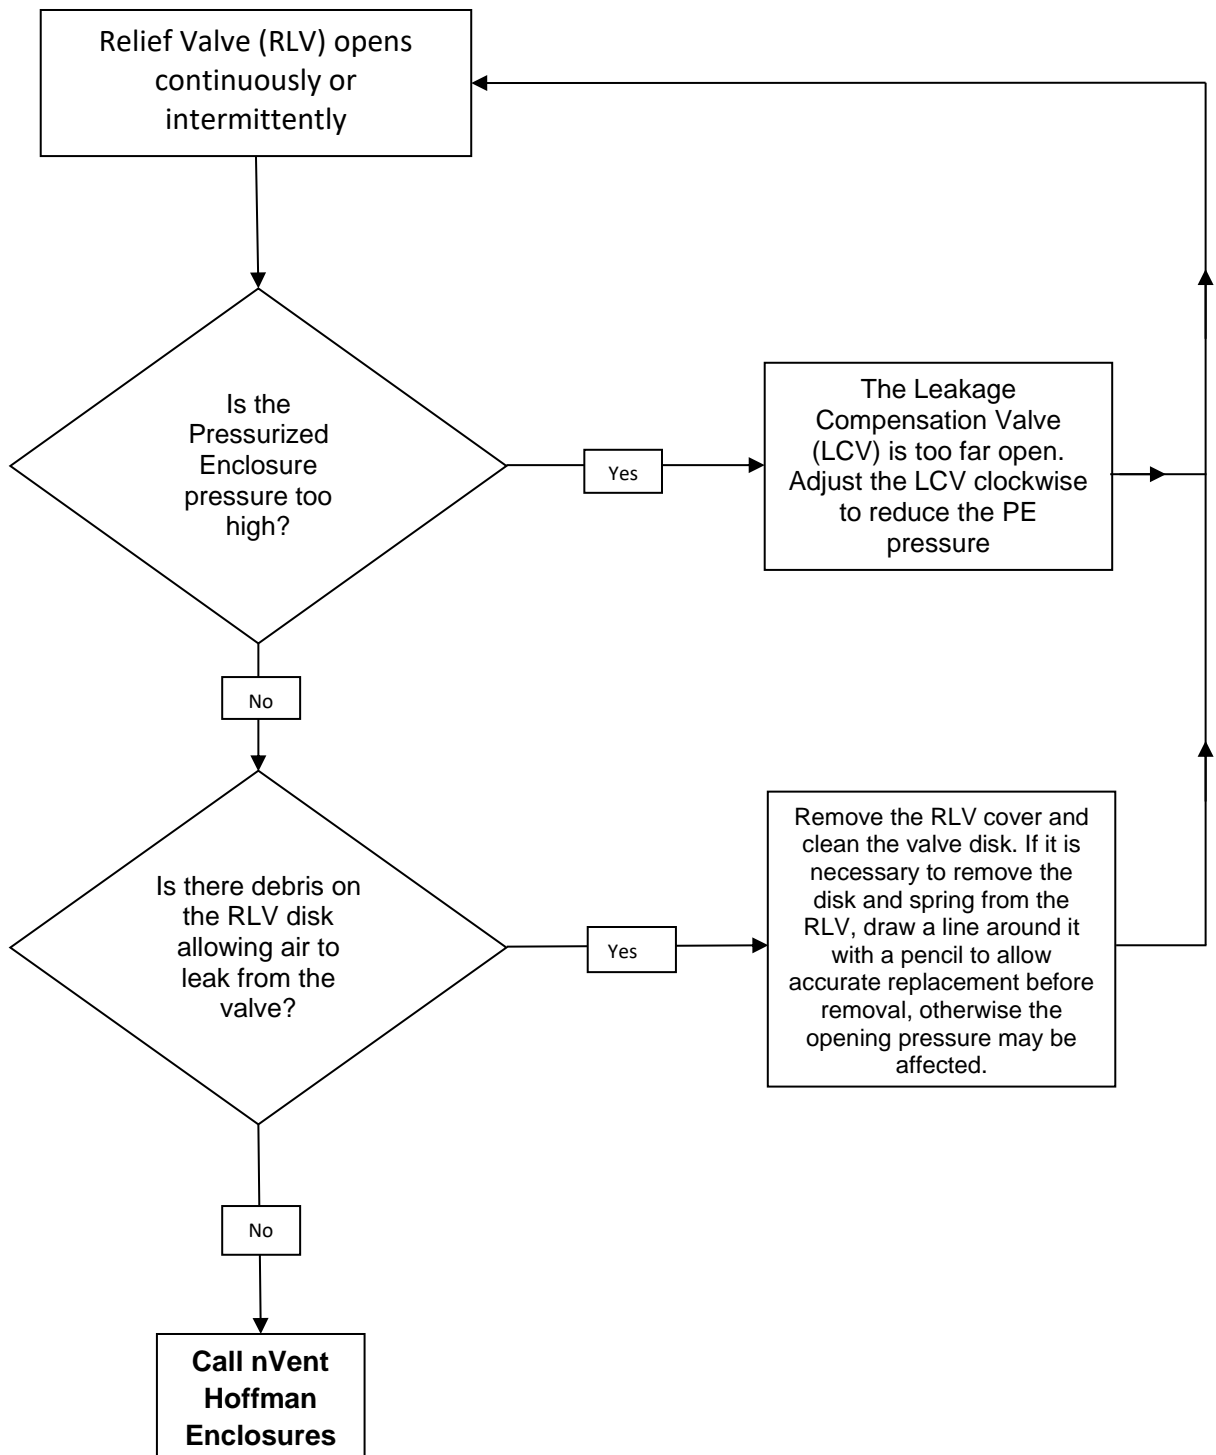 Relief Valve (RLV) opens
continuously or
intermittently
Is the
Pressurized
Enclosure
pressure too
high?
Yes
The Leakage
Compensation Valve
(LCV) is too far open.
Adjust the LCV clockwise
to reduce the PE
pressure
No
Is there debris on
the RLV disk
allowing air to
leak from the
valve?
Yes
Remove the RLV cover and
clean the valve disk. If it is
necessary to remove the
disk and spring from the
RLV, draw a line around it
with a pencil to allow
accurate replacement before
removal, otherwise the
opening pressure may be
affected.
No
Call nVent
Hoffman
Enclosures